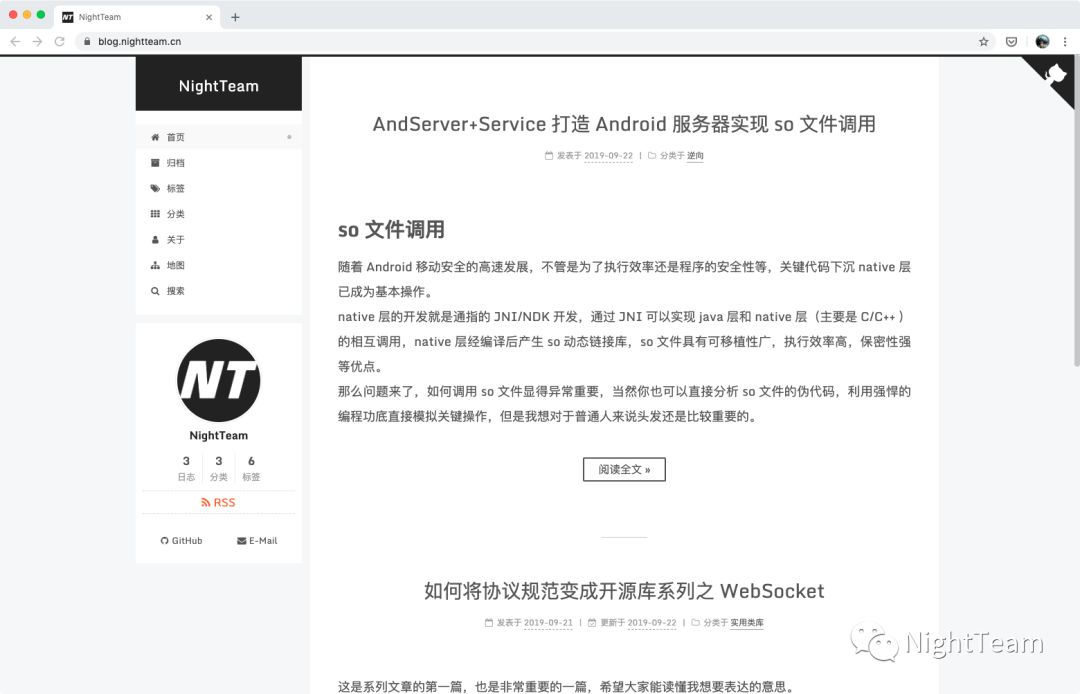 NightTeam
blog.nightteam.cn
NightTeam
首页
归档
标签
分类
关于
地图
搜索
NT
NightTeam
3 3 6
日志 分类 标签
RSS
GitHub E-Mail
AndServer+Service 打造 Android 服务器实现 so 文件调用
发表于 2019-09-22 | 分类于 逆向
so 文件调用
随着 Android 移动安全的高速发展，不管是为了执行效率还是程序的安全性等，关键代码下沉 native 层
已成为基本操作。
native 层的开发就是通指的 JNI/NDK 开发，通过 JNI 可以实现 java 层和 native 层（主要是 C/C++ ）
的相互调用，native 层经编译后产生 so 动态链接库，so 文件具有可移植性广，执行效率高，保密性强
等优点。
那么问题来了，如何调用 so 文件显得异常重要，当然你也可以直接分析 so 文件的伪代码，利用强悍的
编程功底直接模拟关键操作，但是我想对于普通人来说头发还是比较重要的。
阅读全文 »
如何将协议规范变成开源库系列之 WebSocket
发表于 2019-09-21 | 更新于 2019-09-22 | 分类于 实用类库
这是系列文章的第一篇，也是非常重要的一篇，希望大家能读懂我想要表达的意思。
NightTeam